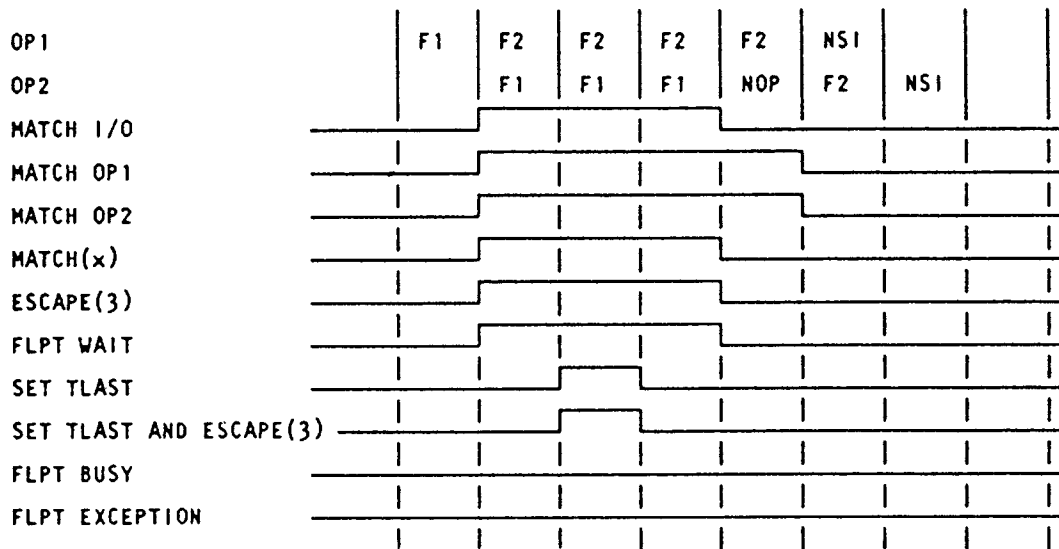 OP1 F1 F2 F2 F2 F2 NSI
OP2 F1 F1 F1 NOP F2 NSI
MATCH I/O
MATCH OP1
MATCH OP2
MATCH(x)
ESCAPE(3)
FLPT WAIT
SET TLAST
SET TLAST AND ESCAPE(3)
FLPT BUSY
FLPT EXCEPTION